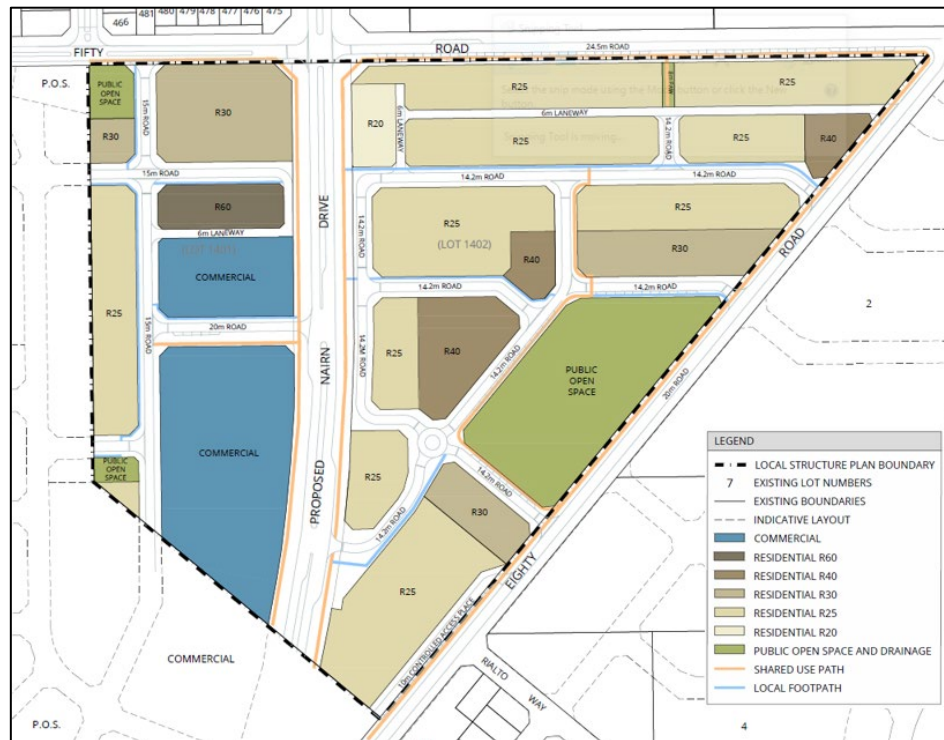 466
481
480
479
478
477
476
475
FIFTY
ROAD
24.5m ROAD
P.O.S.
PUBLIC
OPEN
SPACE
15m ROAD
R30
R30
R20
6m LANEWAY
R25
R25
6m LANEWAY
R25
14.2m ROAD
R25
R40
15m ROAD
14.2m ROAD
14.2m ROAD
R60
6m LANEWAY
(LOT 1401)
COMMERCIAL
DRIVE
14.2m ROAD
R25
(LOT 1402)
R40
R25
R30
ROAD
R25
15m ROAD
20m ROAD
14.2m ROAD
14.2m ROAD
2
NAIRN
14.2M ROAD
R25
R40
14.2m ROAD
PUBLIC
OPEN
SPACE
20m ROAD
COMMERCIAL
PUBLIC
OPEN
SPACE
PROPOSED
R25
14.2m ROAD
14.2m ROAD
R30
R25
EIGHTY
10m CONTROLLED ACCESS PLACE
COMMERCIAL
RIALTO
WAY
P.O.S.
4
LEGEND
LOCAL STRUCTURE PLAN BOUNDARY
7 EXISTING LOT NUMBERS
EXISTING BOUNDARIES
INDICATIVE LAYOUT
COMMERCIAL
RESIDENTIAL R60
RESIDENTIAL R40
RESIDENTIAL R30
RESIDENTIAL R25
RESIDENTIAL R20
PUBLIC OPEN SPACE AND DRAINAGE
SHARED USE PATH
LOCAL FOOTPATH